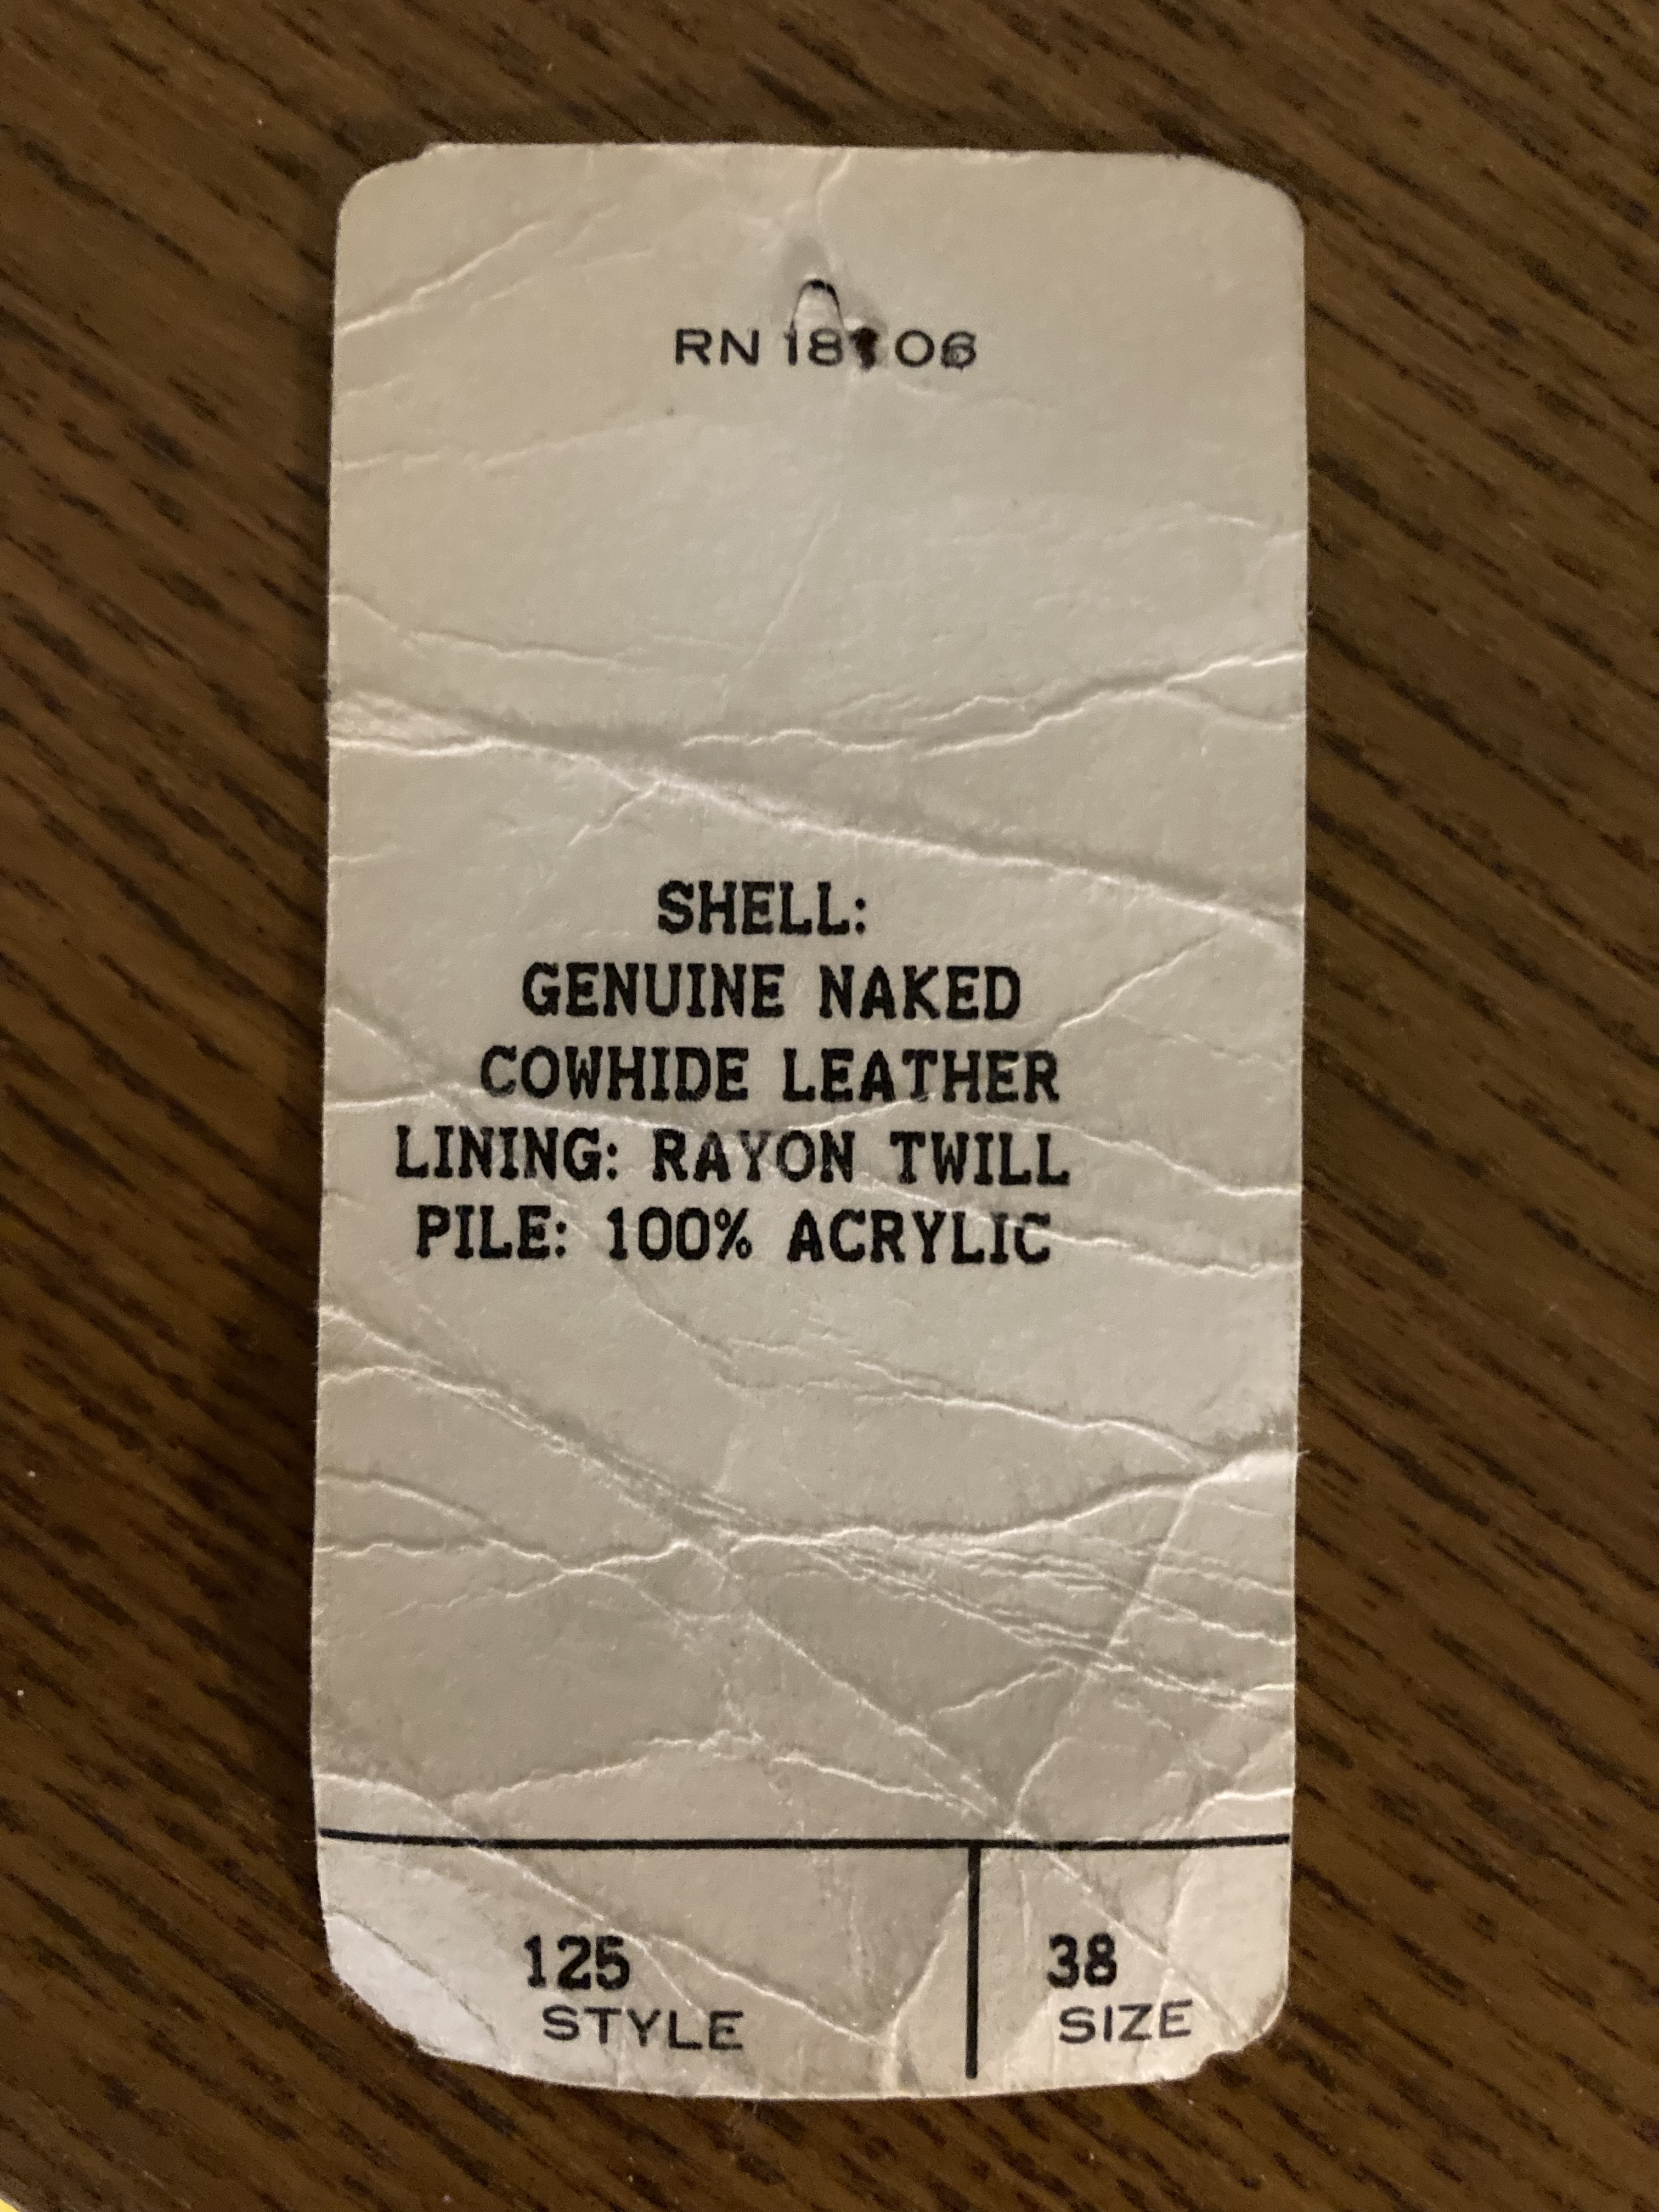 RN
SHELL:
GENUINE NAKED
COWHIDE LEATHER
LINING: RAYON TWILL
PILE: 100% ACRYLIC
125
STYLE
38
SIZE